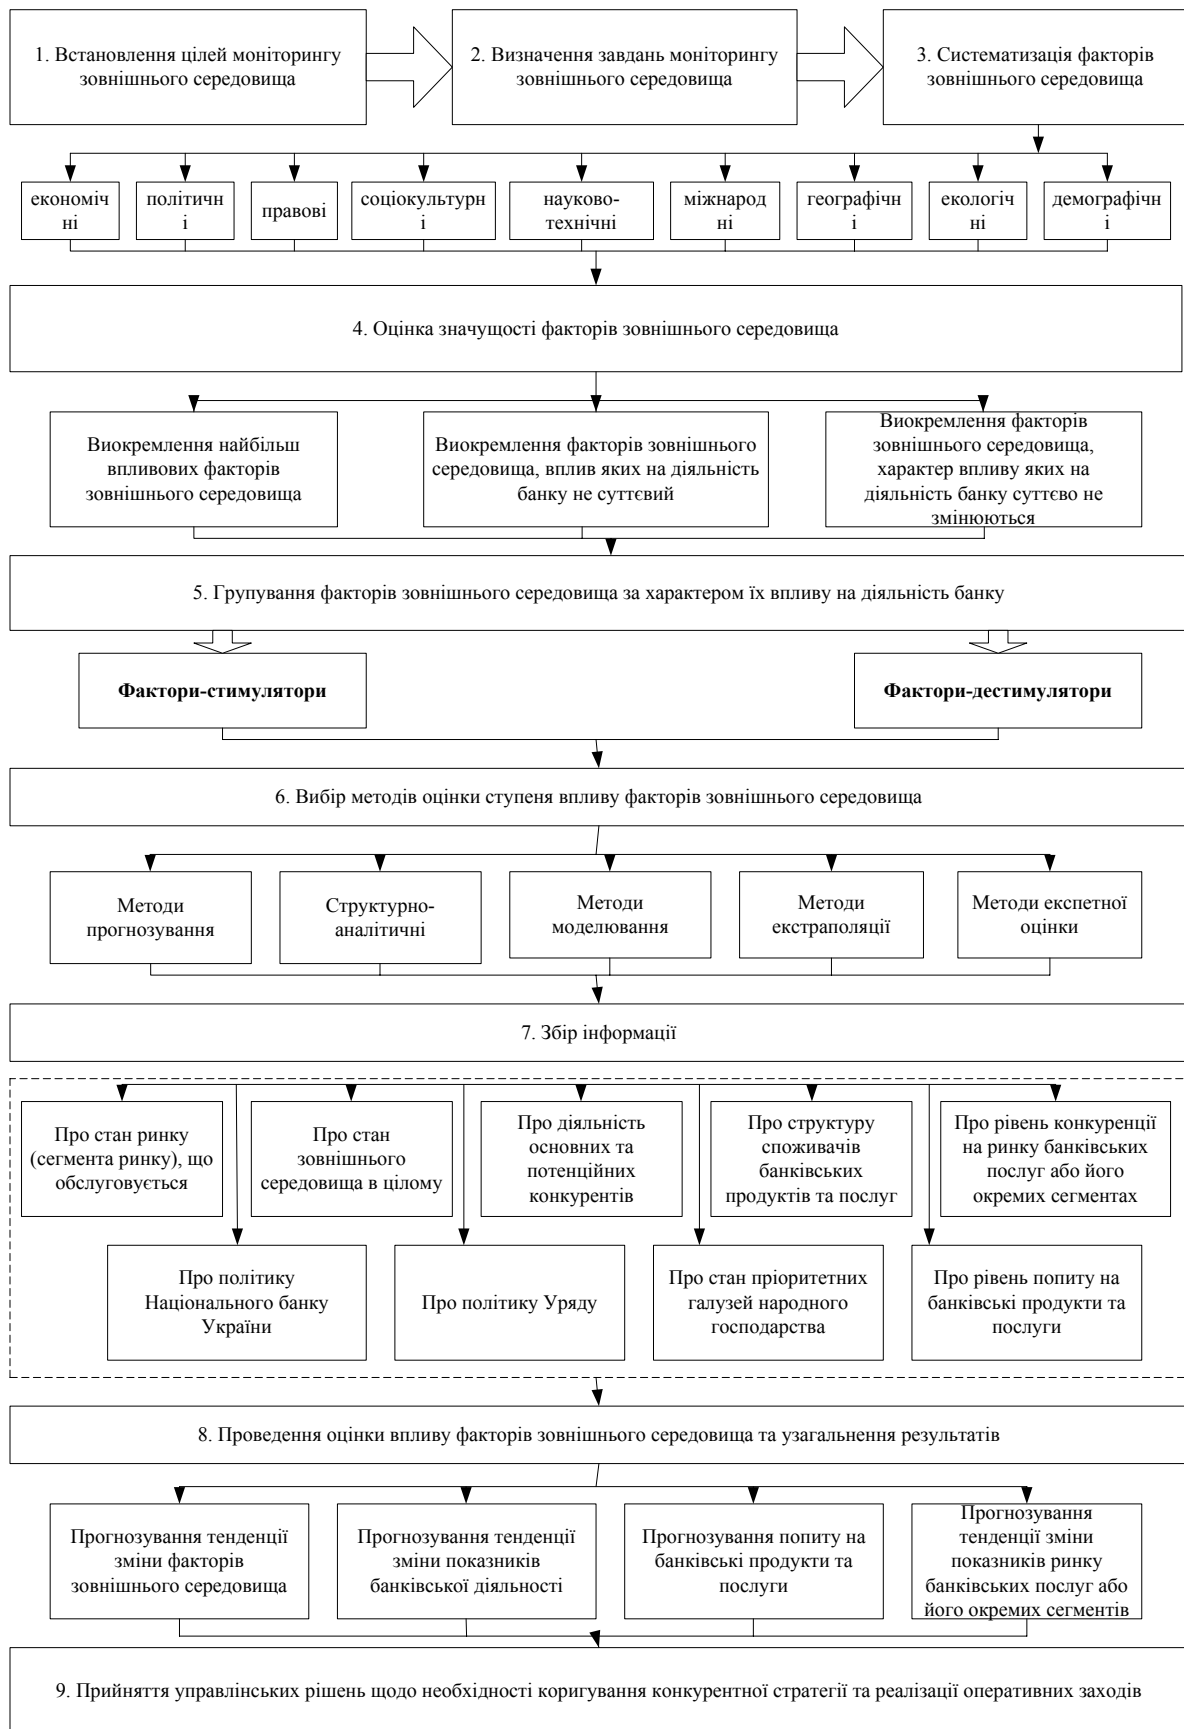 1. Встановлення цілей моніторингу
зовнішнього середовища
2. Визначення завдань моніторингу
зовнішнього середовища
3. Систематизація факторів
зовнішнього середовища
економіч
ні
політичн
і
правові
соціокультурн
і
науково-
технічні
міжнарод
ні
географічн
і
екологіч
ні
демографічн
і
4. Оцінка значущості факторів зовнішнього середовища
Виокремлення найбільш
впливових факторів
зовнішнього середовища
Виокремлення факторів зовнішнього
середовища, вплив яких на діяльність
банку не суттєвий
Виокремлення факторів
зовнішнього середовища,
характер впливу яких на
діяльність банку суттєво не
змінюються
5. Групування факторів зовнішнього середовища за характером їх впливу на діяльність банку
Фактори-стимулятори
Фактори-дестимулятори
6. Вибір методів оцінки ступеня впливу факторів зовнішнього середовища
Методи
прогнозування
Структурно-
аналітичні
Методи
моделювання
Методи
екстраполяції
Методи експетної
оцінки
7. Збір інформації
Про стан ринку
(сегмента ринку), що
обслуговується
Про стан
зовнішнього
середовища в цілому
Про діяльність
основних та
потенційних
конкурентів
Про структуру
споживачів
банківських
продуктів та послуг
Про рівень конкуренції
на ринку банківських
послуг або його
окремих сегментах
Про політику
Національного банку
України
Про політику Уряду
Про стан пріоритетних
галузей народного
господарства
Про рівень попиту на
банківські продукти та
послуги
8. Проведення оцінки впливу факторів зовнішнього середовища та узагальнення результатів
Прогнозування тенденції
зміни факторів
зовнішнього середовища
Прогнозування тенденції
зміни показників
банківської діяльності
Прогнозування попиту на
банківські продукти та
послуги
Прогнозування
тенденції зміни
показників ринку
банківських послуг або
його окремих сегментів
9. Прийняття управлінських рішень щодо необхідності коригування конкурентної стратегії та реалізації оперативних заходів